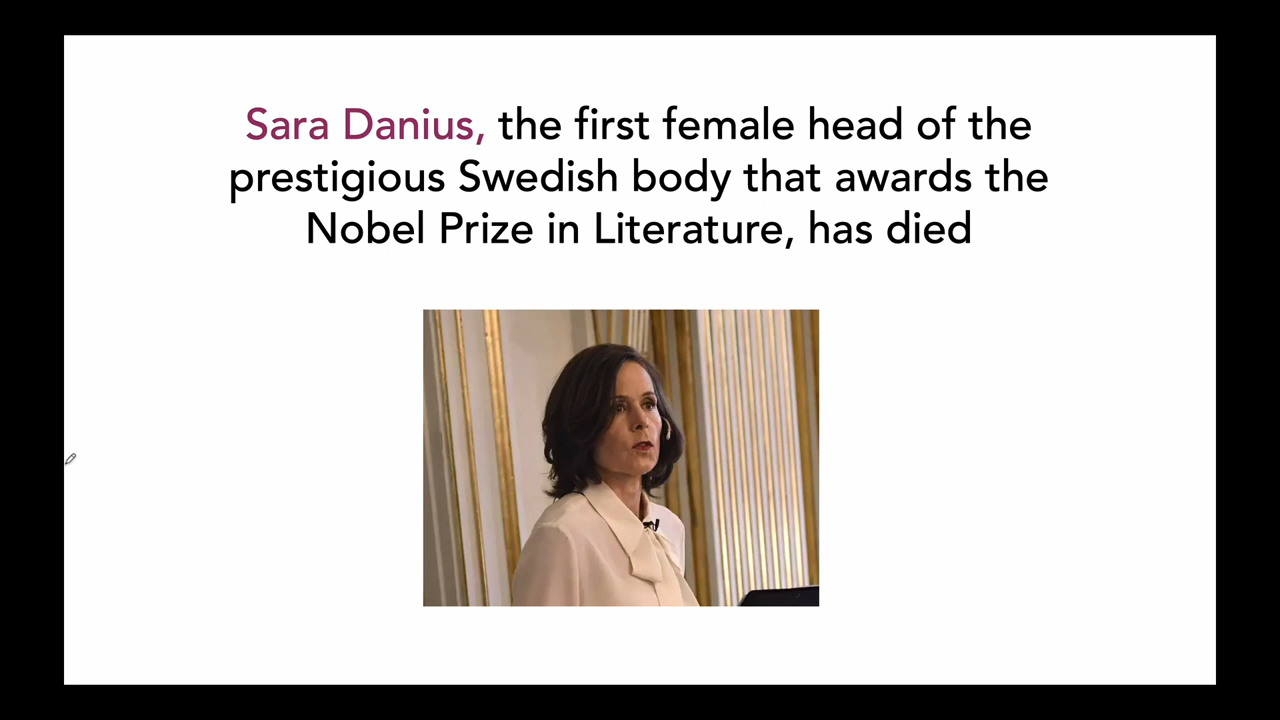 Sara Danius, the first female head of the
prestigious Swedish body that awards the
Nobel Prize in Literature, has died